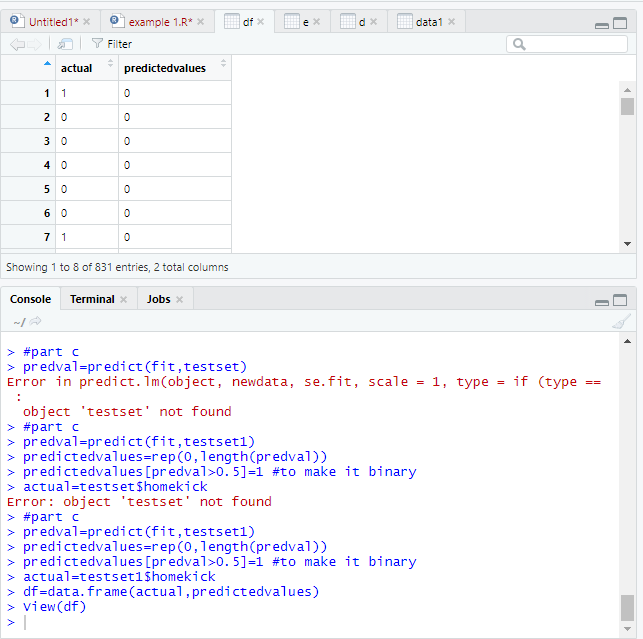 Untitled1* example 1.R* df e d data1
Filter
actual predictedvalues
1 1 0
2 0 0
3 0 0
4 0 0
5 0 0
6 0 0
7 1 0
Showing 1 to 8 of 831 entries, 2 total columns
Console Terminal Jobs
~/
> #part c
> predval=predict(fit,testset)
Error in predict.lm(object, newdata, se.fit, scale = 1, type = if (type ==
:
object 'testset' not found
> #part c
> predval=predict(fit,testset1)
> predictedvalues=rep(0,length(predval))
> predictedvalues[predval>0.5]=1 #to make it binary
> actual=testset$homekick
Error: object 'testset' not found
> #part c
> predval=predict(fit,testset1)
> predictedvalues=rep(0,length(predval))
> predictedvalues[predval>0.5]=1 #to make it binary
> actual=testset1$homekick
> df=data.frame(actual,predictedvalues)
> View(df)
>